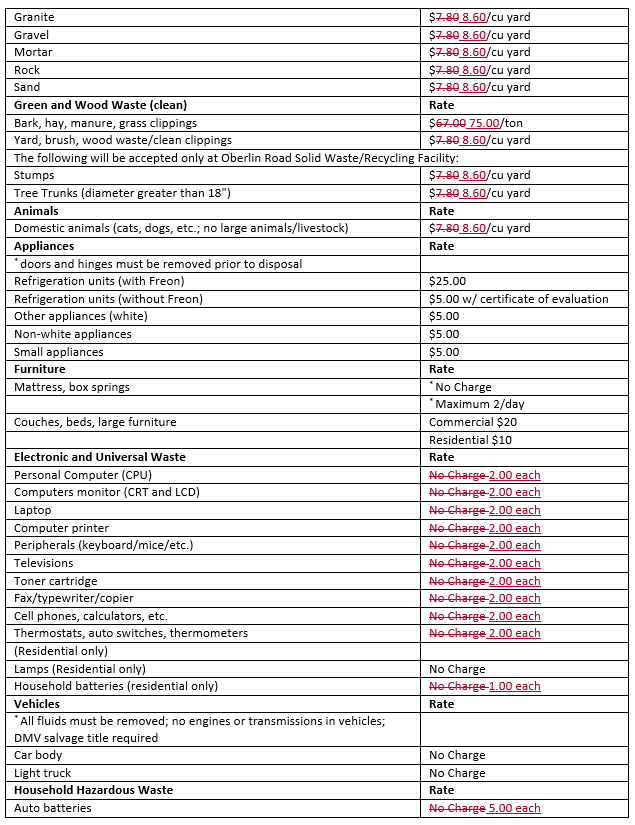 Granite $7.80 8.60/cu yard
Gravel $7.80 8.60/cu yard
Mortar $7.80 8.60/cu yard
Rock $7.80 8.60/cu yard
Sand $7.80 8.60/cu yard
Green and Wood Waste (clean) Rate
Bark, hay, manure, grass clippings $67.00 75.00/ton
Yard, brush, wood waste/clean clippings $7.80 8.60/cu yard
The following will be accepted only at Oberlin Road Solid Waste/Recycling Facility:
Stumps $7.80 8.60/cu yard
Tree Trunks (diameter greater than 18") $7.80 8.60/cu yard
Animals Rate
Domestic animals (cats, dogs, etc.; no large animals/livestock) $7.80 8.60/cu yard
Appliances Rate
*doors and hinges must be removed prior to disposal
Refrigeration units (with Freon) $25.00
Refrigeration units (without Freon) $5.00 w/ certificate of evaluation
Other appliances (white) $5.00
Non-white appliances $5.00
Small appliances $5.00
Furniture Rate
Mattress, box springs *No Charge
*Maximum 2/day
Couches, beds, large furniture Commercial $20
Residential $10
Electronic and Universal Waste Rate
Personal Computer (CPU) No Charge 2.00 each
Computers monitor (CRT and LCD) No Charge 2.00 each
Laptop No Charge 2.00 each
Computer printer No Charge 2.00 each
Peripherals (keyboard/mice/etc.) No Charge 2.00 each
Televisions No Charge 2.00 each
Toner cartridge No Charge 2.00 each
Fax/typewriter/copier No Charge 2.00 each
Cell phones, calculators, etc. No Charge 2.00 each
Thermostats, auto switches, thermometers No Charge 2.00 each
(Residential only)
Lamps (Residential only) No Charge
Household batteries (residential only) No Charge 1.00 each
Vehicles Rate
*All fluids must be removed; no engines or transmissions in vehicles;
DMV salvage title required
Car body No Charge
Light truck No Charge
Household Hazardous Waste Rate
Auto batteries No Charge 5.00 each